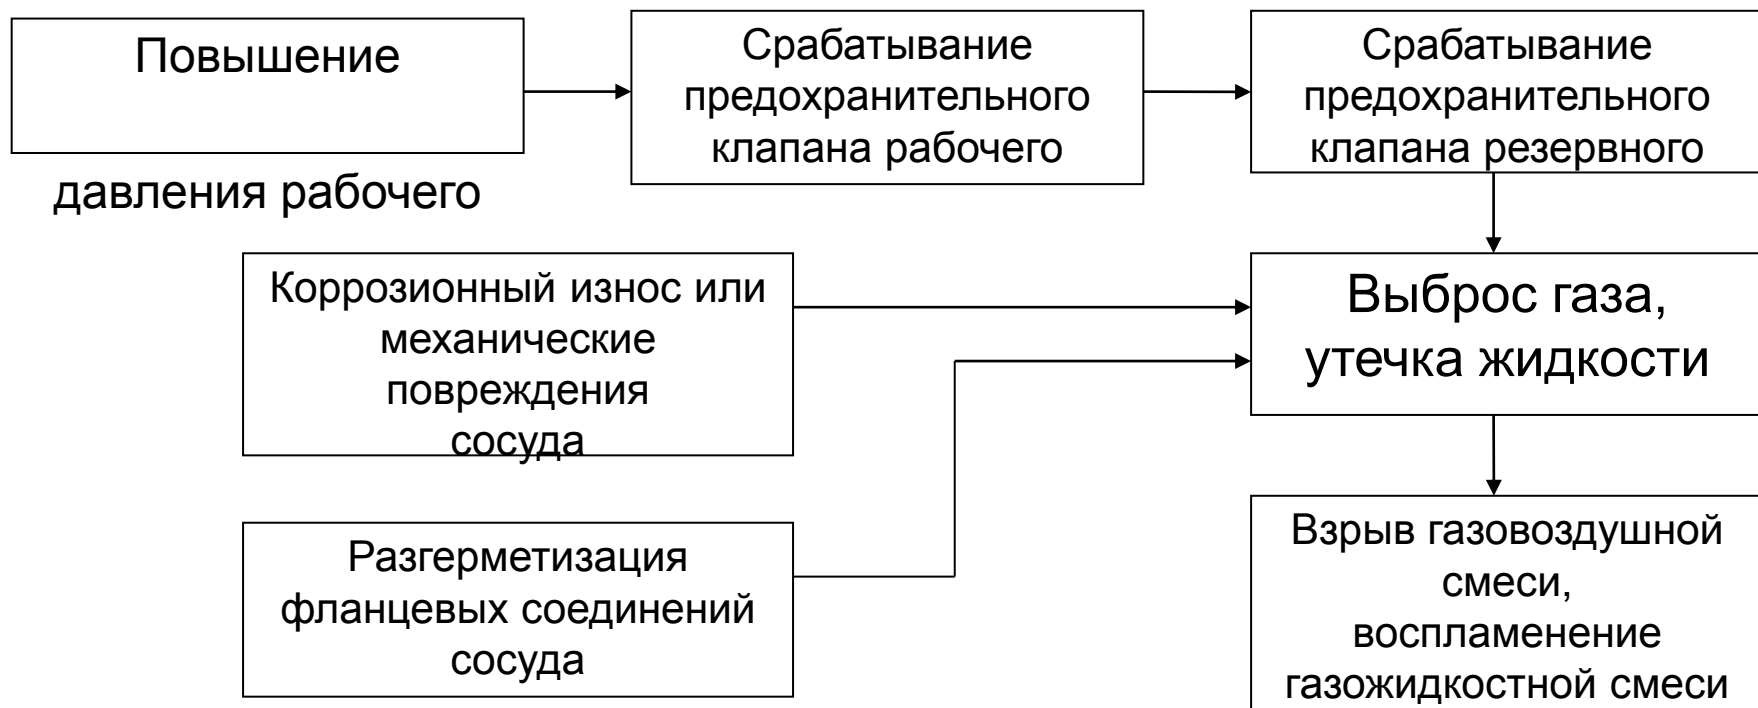 Повышение
давления рабочего
Срабатывание
предохранительного
клапана рабочего
Срабатывание
предохранительного
клапана резервного
Коррозионный износ или
механические
повреждения
сосуда
Выброс газа,
утечка жидкости
Разгерметизация
фланцевых соединений
сосуда
Взрыв газовоздушной
смеси,
воспламенение
газожидкостной смеси